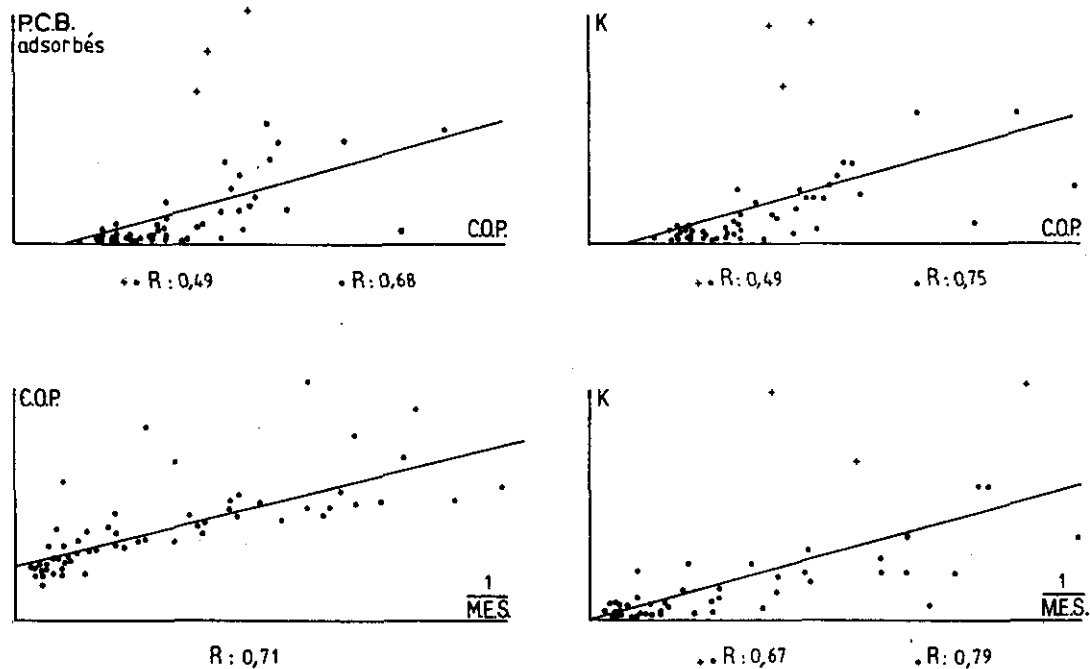 P.C.B.
adsorbés
C.O.P.
+• R : 0,49
• R : 0,68
K
C.O.P.
+• R : 0,49
• R : 0,75
C.O.P.
1
M.E.S.
R : 0,71
K
1
M.E.S.
+• R : 0,67
• R : 0,79